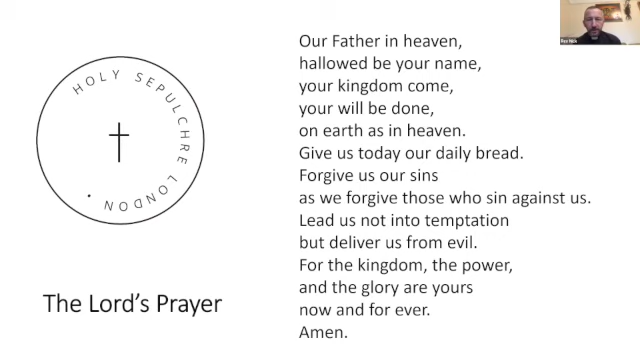 HOLY SEPULCHRE LONDON •
The Lord's Prayer
Our Father in heaven,
hallowed be your name,
your kingdom come,
your will be done,
on earth as in heaven.
Give us today our daily bread.
Forgive us our sins
as we forgive those who sin against us.
Lead us not into temptation
but deliver us from evil.
For the kingdom, the power,
and the glory are yours
now and for ever.
Amen.
Rev Nick